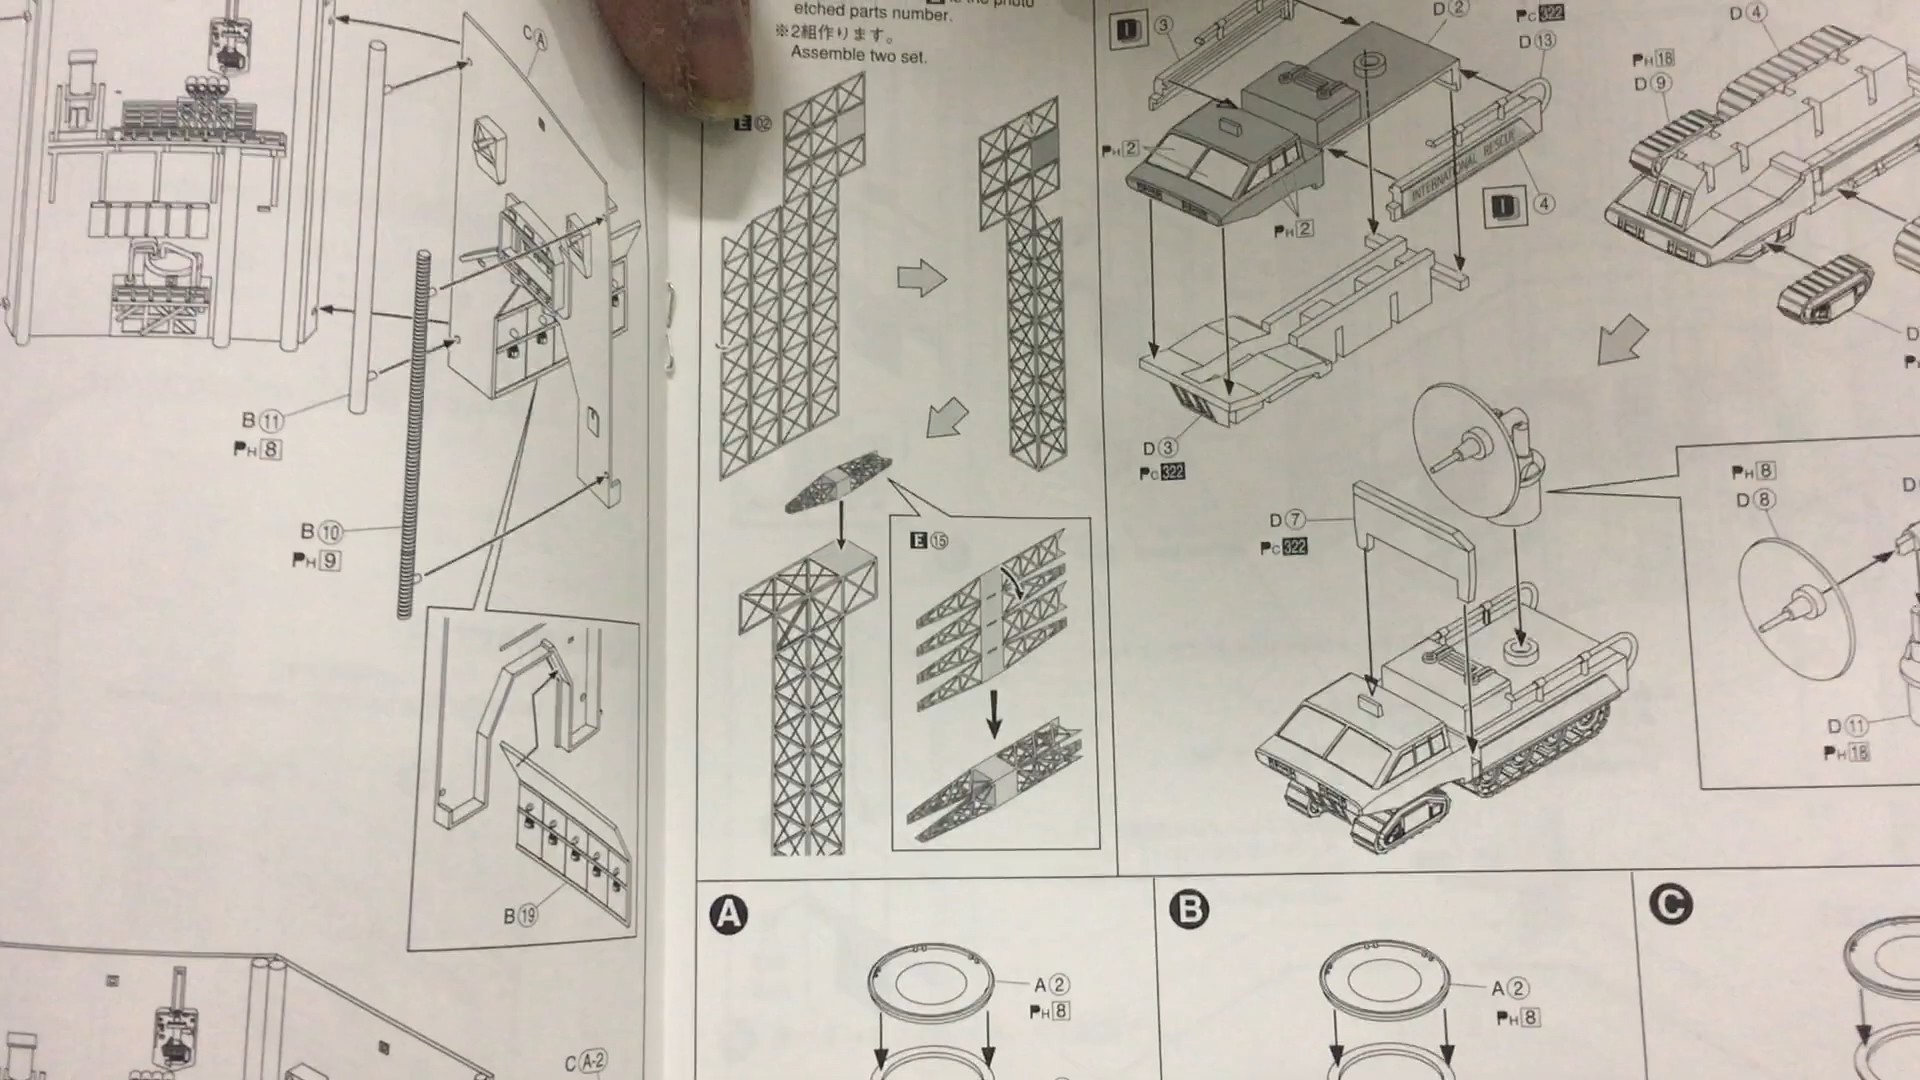 C A
B 11
PH 8
B 10
PH 9
B 19
C A-2
etched parts number.
※2組作ります。
Assemble two set.
E 02
E 15
D 3
D 2
PC 322
D 13
PH 2
INTERNATIONAL RESCUE
D 4
PH 2
D 4
PH 18
D 9
D 3
PC 322
D 7
PC 322
PH 8
D 8
D 11
PH 18
A
A 2
PH 8
B
A 2
PH 8
C